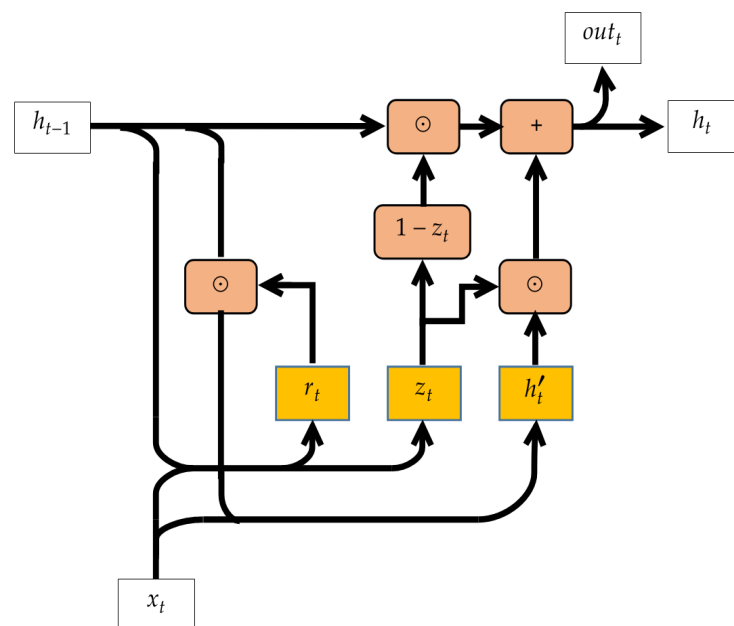 out_t
h_{t−1}
⊙
+
h_t
1 − z_t
⊙
⊙
r_t
z_t
h′_t
x_t